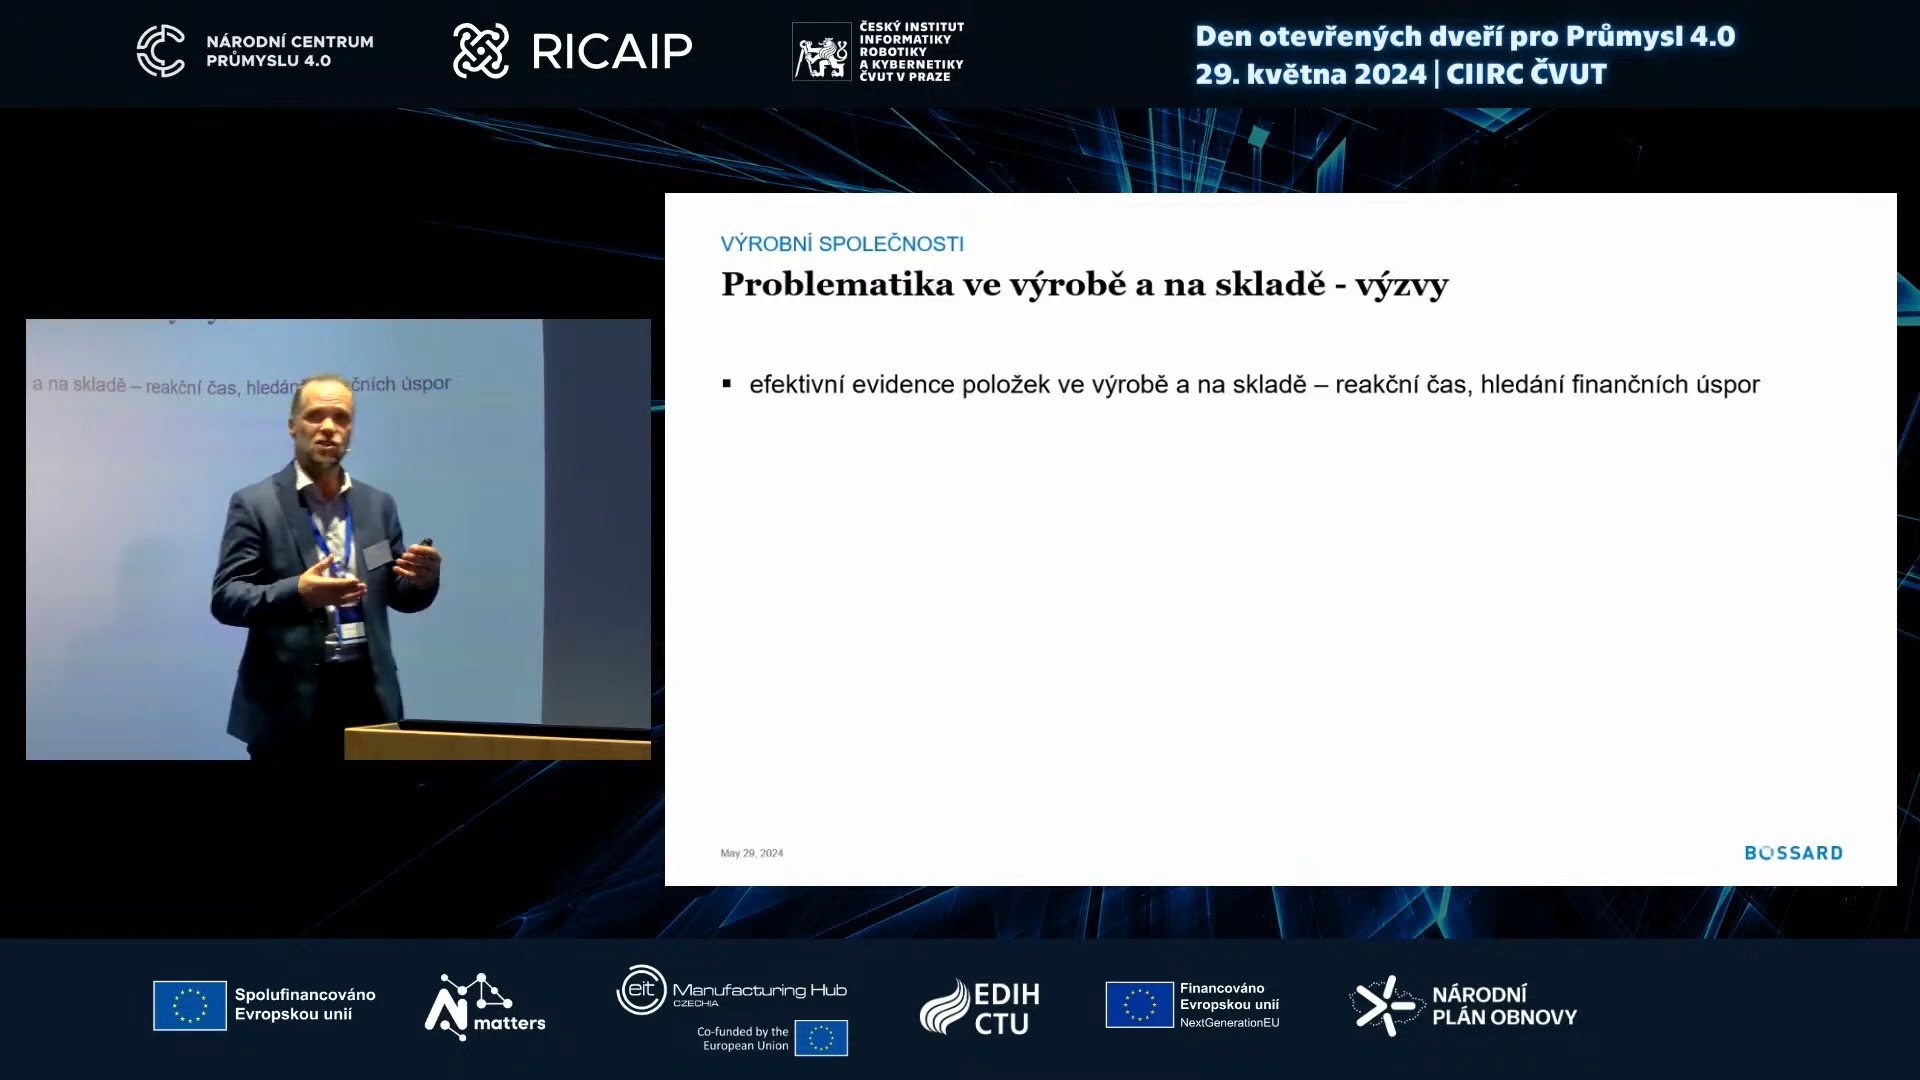 NÁRODNÍ CENTRUM
PRŮMYSLU 4.0
RICAIP
ČESKÝ INSTITUT
INFORMATIKY
ROBOTIKY
A KYBERNETIKY
ČVUT V PRAZE
Den otevřených dveří pro Průmysl 4.0
29. května 2024 | CIIRC ČVUT
a na skladě – reakční čas, hledán čních úspor
VÝROBNÍ SPOLEČNOSTI
Problematika ve výrobě a na skladě - výzvy
▪ efektivní evidence položek ve výrobě a na skladě – reakční čas, hledání finančních úspor
May 29, 2024
BOSSARD
Spolufinancováno
Evropskou unií
AI matters
eit Manufacturing Hub
CZECHIA
Co-funded by the
European Union
EDIH
CTU
Financováno
Evropskou unií
NextGenerationEU
NÁRODNÍ
PLÁN OBNOVY